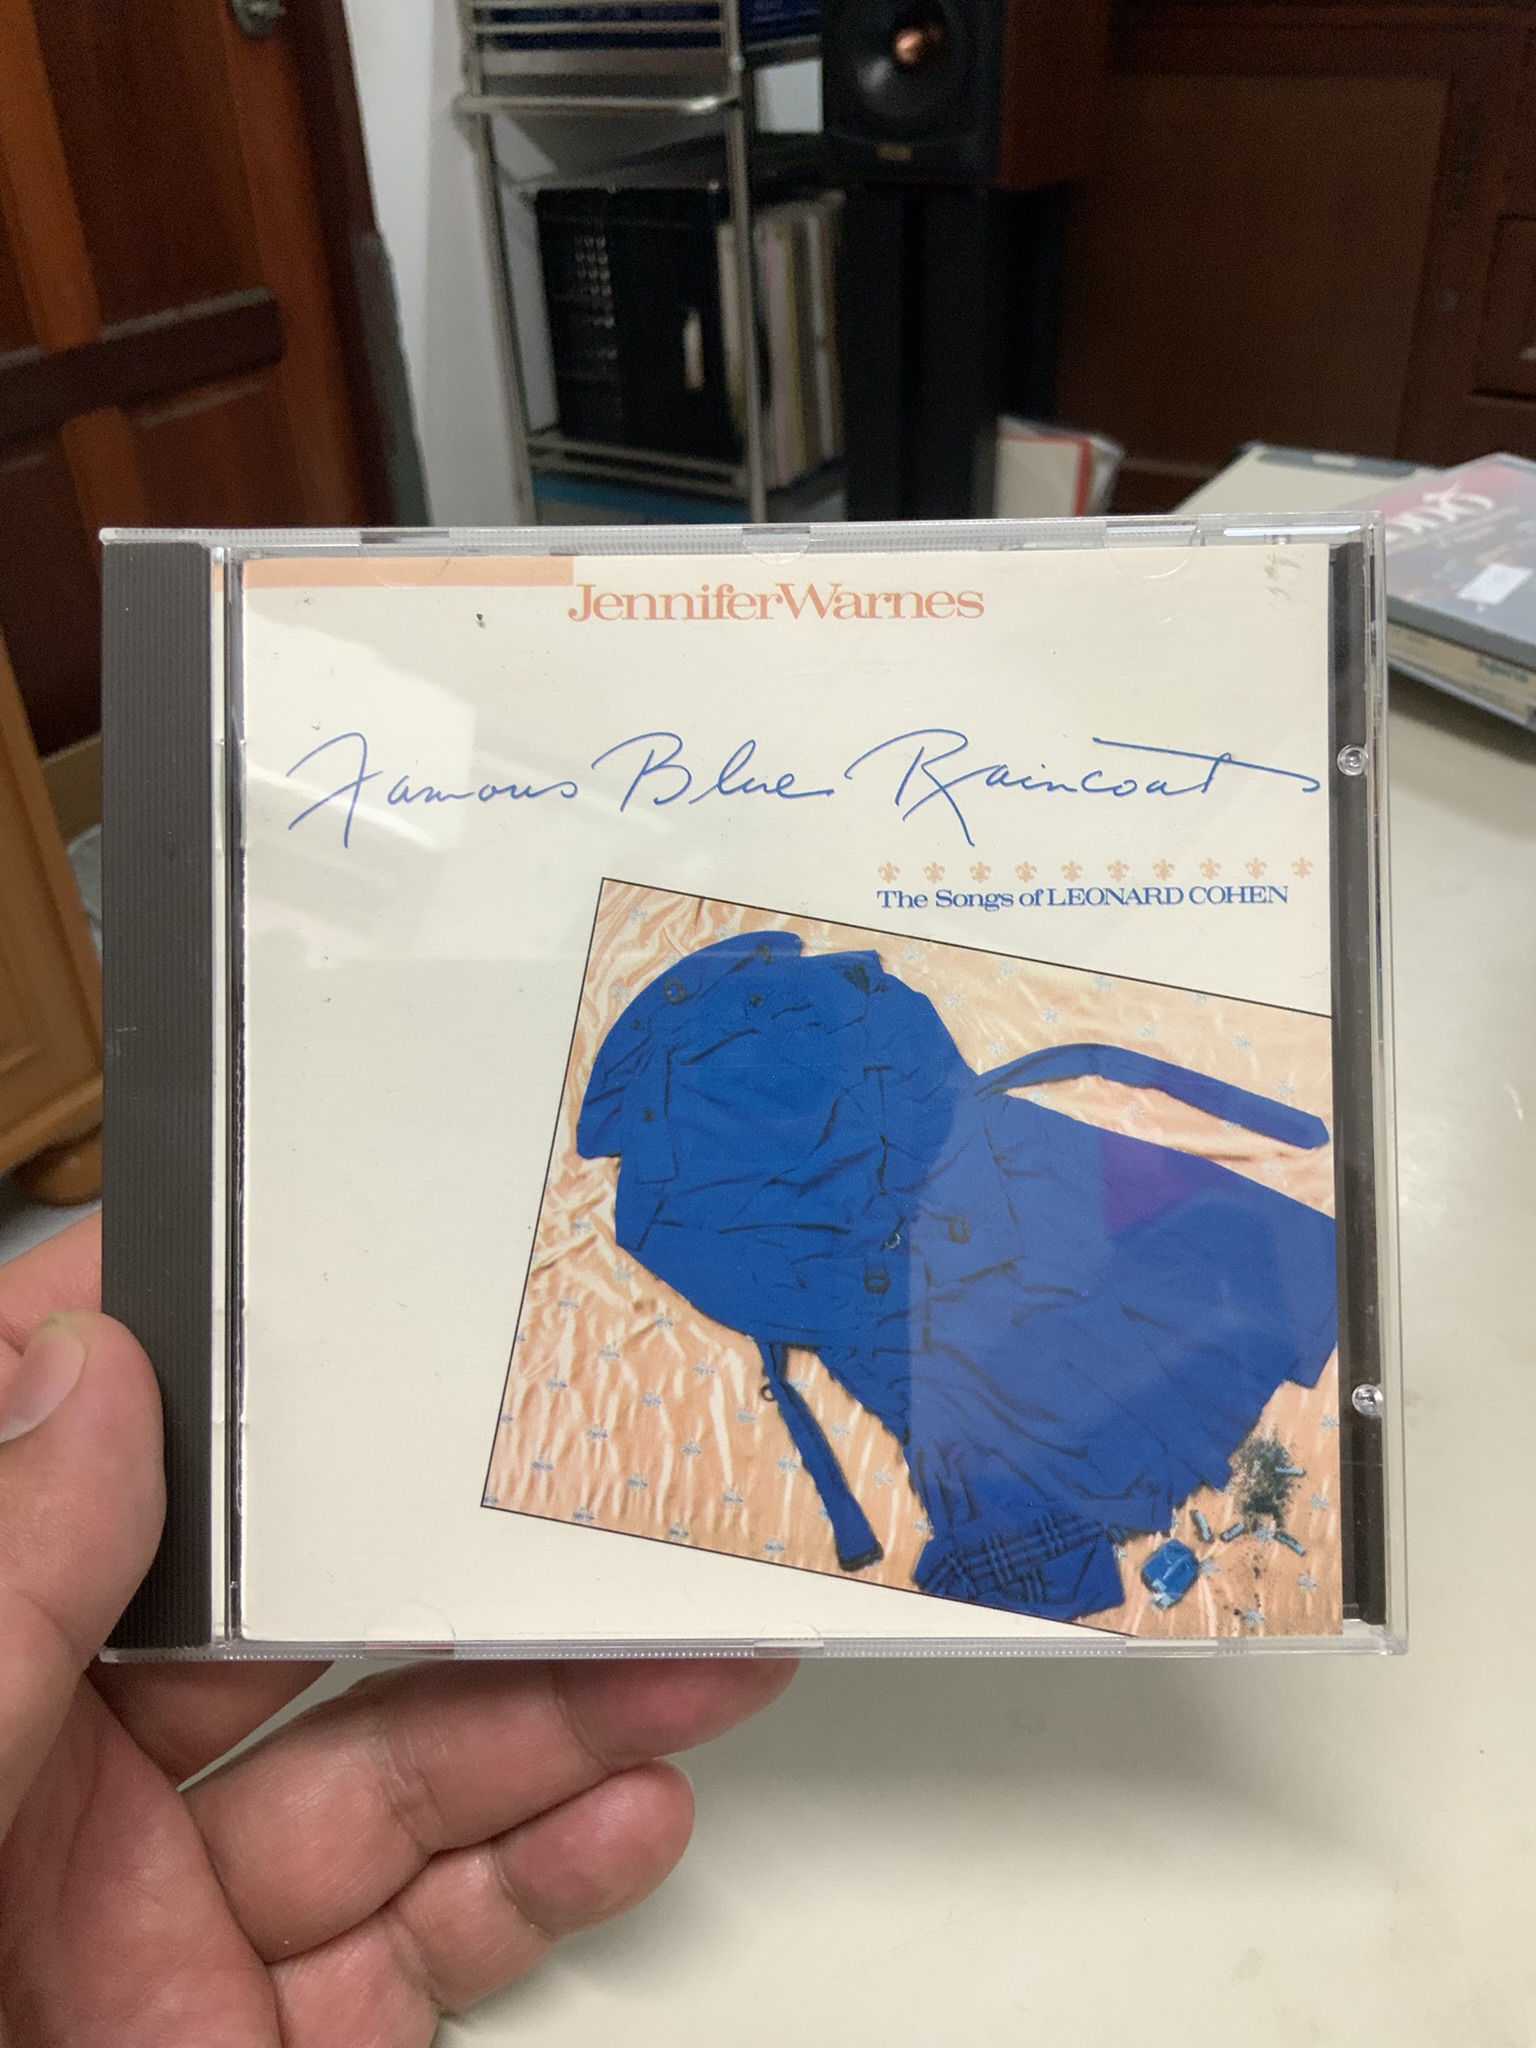 JenniferWarnes
Famous Blue Raincoat
The Songs of LEONARD COHEN